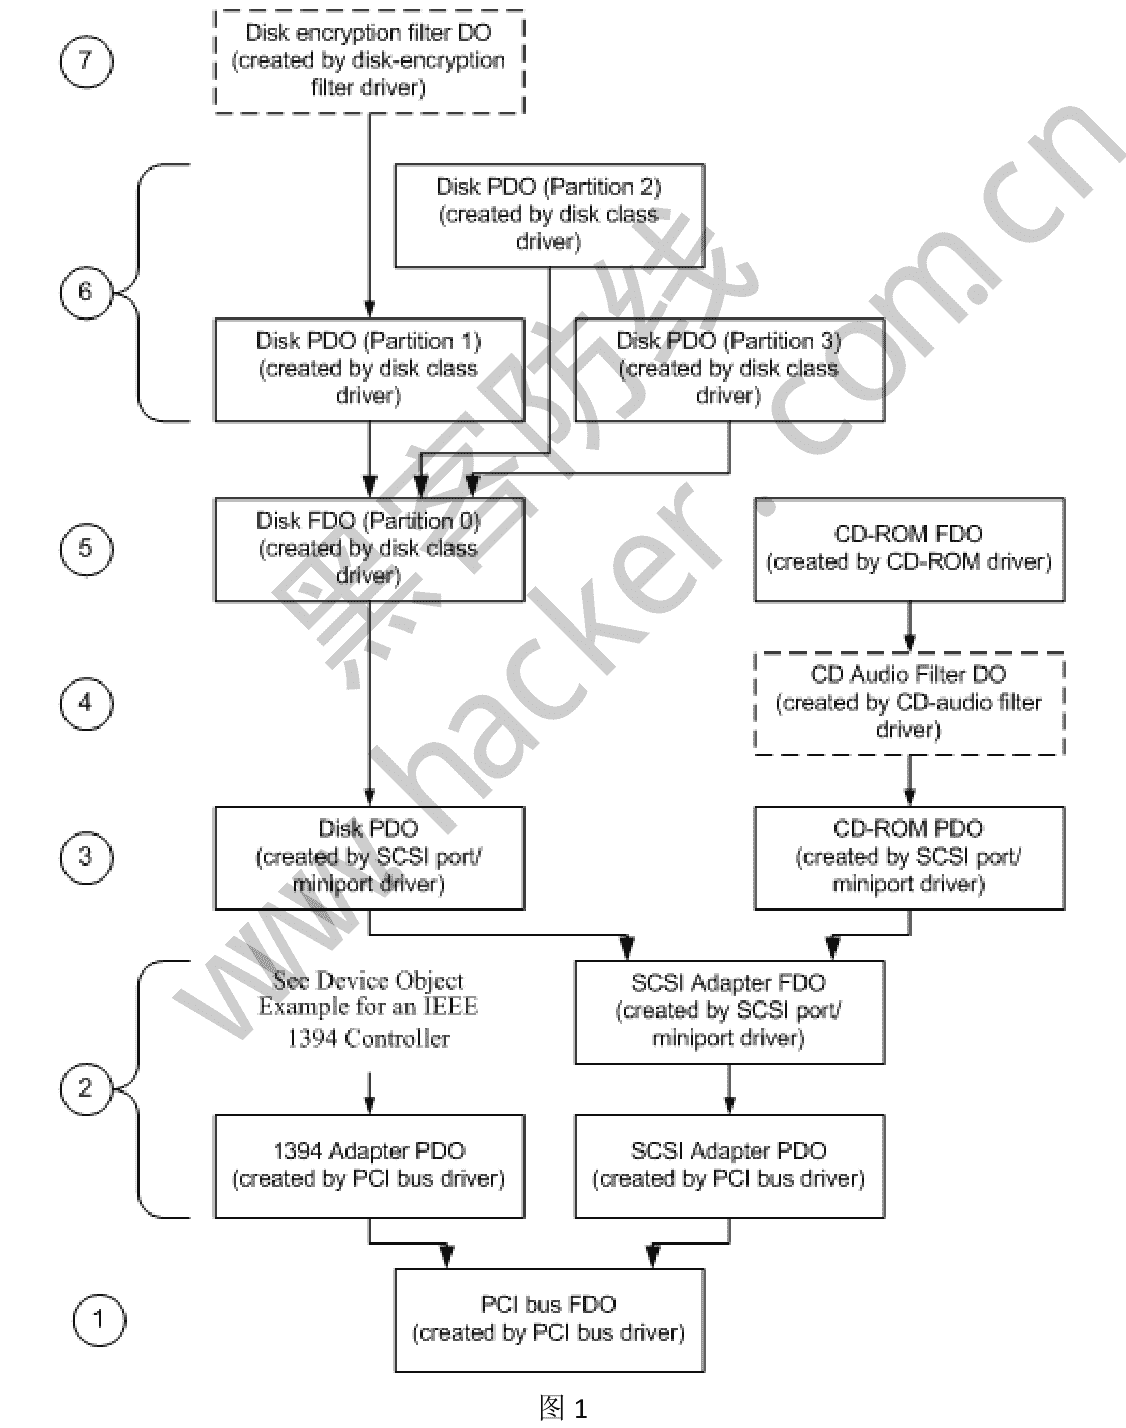 7
Disk encryption filter DO
(created by disk-encryption
filter driver)
6
Disk PDO (Partition 2)
(created by disk class
driver)
Disk PDO (Partition 1)
(created by disk class
driver)
Disk PDO (Partition 3)
(created by disk class
driver)
5
Disk FDO (Partition 0)
(created by disk class
driver)
CD-ROM FDO
(created by CD-ROM driver)
4
CD Audio Filter DO
(created by CD-audio filter
driver)
3
Disk PDO
(created by SCSI port/
miniport driver)
CD-ROM PDO
(created by SCSI port/
miniport driver)
2
See Device Object
Example for an IEEE
1394 Controller
SCSI Adapter FDO
(created by SCSI port/
miniport driver)
1394 Adapter PDO
(created by PCI bus driver)
SCSI Adapter PDO
(created by PCI bus driver)
1
PCI bus FDO
(created by PCI bus driver)
图 1
黑客防线
www.hacker.com.cn